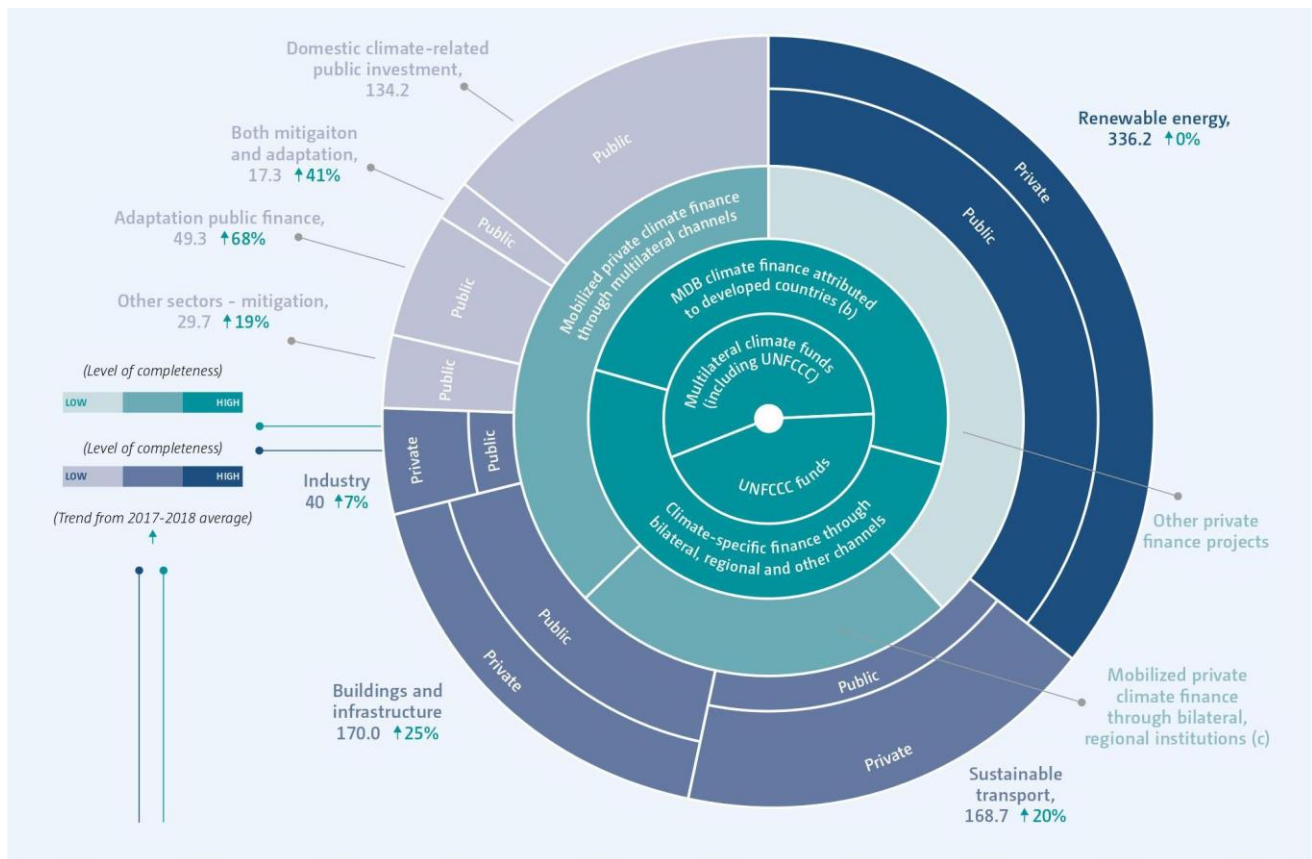 Domestic climate-related
public investment,
134.2
Both mitigaiton
and adaptation,
17.3 ↑41%
Adaptation public finance,
49.3 ↑68%
Other sectors - mitigation,
29.7 ↑19%
(Level of completeness)
LOW HIGH
(Level of completeness)
LOW HIGH
(Trend from 2017-2018 average)
↑
Industry
40 ↑7%
Buildings and
infrastructure
170.0 ↑25%
Sustainable
transport,
168.7 ↑20%
Renewable energy,
336.2 ↑0%
Other private
finance projects
Mobilized private
climate finance
through bilateral,
regional institutions (c)
Public
Public
Public
Public
Private
Public
Public
Private
Public
Private
Public
Private
Mobilized private climate finance
through multilateral channels
MDB climate finance attributed
to developed countries (b)
Multilateral climate funds
(including UNFCCC)
UNFCCC funds
Climate-specific finance through
bilateral, regional and other channels